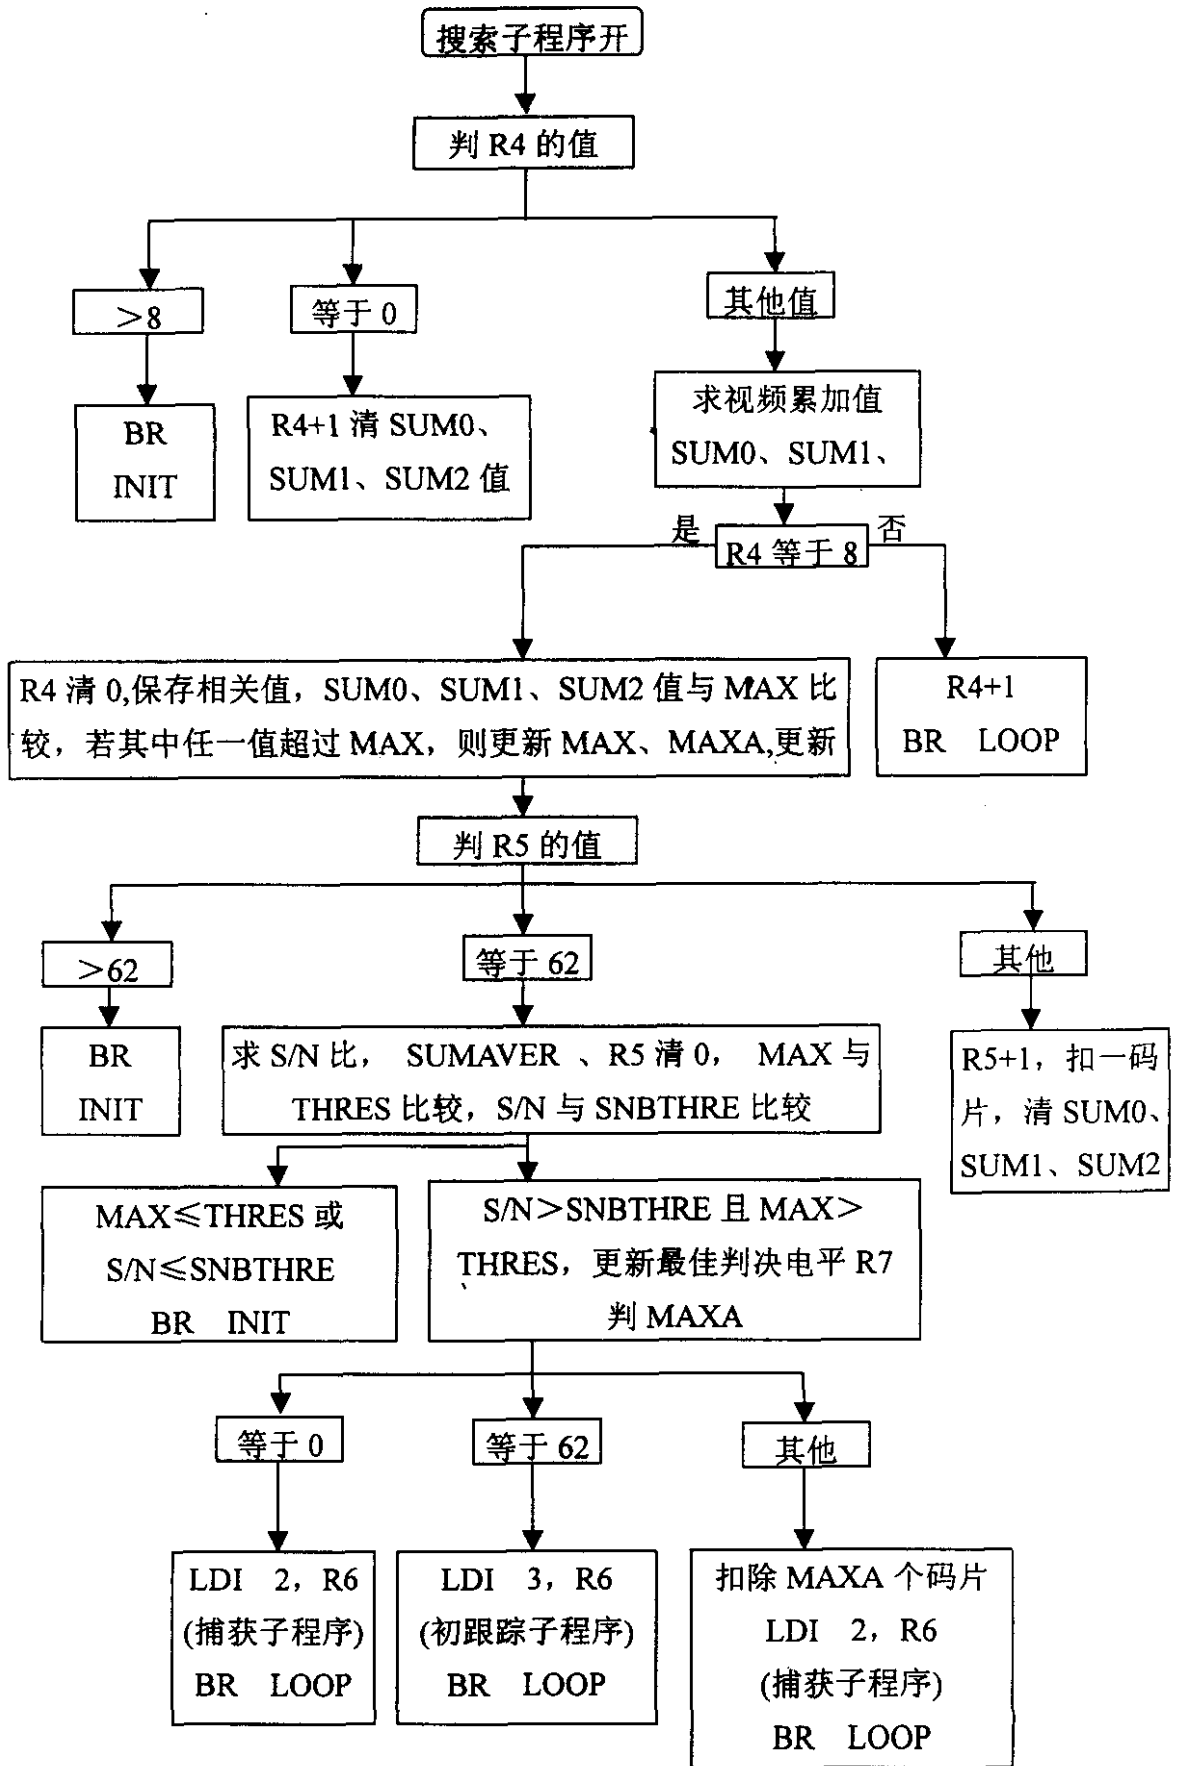 搜索子程序开
判 R4 的值
>8
等于 0
其他值
BR
INIT
R4+1 清 SUM0、
SUM1、SUM2 值
求视频累加值
SUM0、SUM1、
是
否
R4 等于 8
R4 清 0,保存相关值，SUM0、SUM1、SUM2 值与 MAX 比
较，若其中任一值超过 MAX，则更新 MAX、MAXA,更新
R4+1
BR LOOP
判 R5 的值
>62
等于 62
其他
BR
INIT
求 S/N 比， SUMAVER 、R5 清 0， MAX 与
THRES 比较，S/N 与 SNBTHRE 比较
R5+1，扣一码
片，清 SUM0、
SUM1、SUM2
MAX≤THRES 或
S/N≤SNBTHRE
BR INIT
S/N>SNBTHRE 且 MAX>
THRES，更新最佳判决电平 R7
判 MAXA
等于 0
等于 62
其他
LDI 2，R6
(捕获子程序)
BR LOOP
LDI 3，R6
(初跟踪子程序)
BR LOOP
扣除 MAXA 个码片
LDI 2，R6
(捕获子程序)
BR LOOP